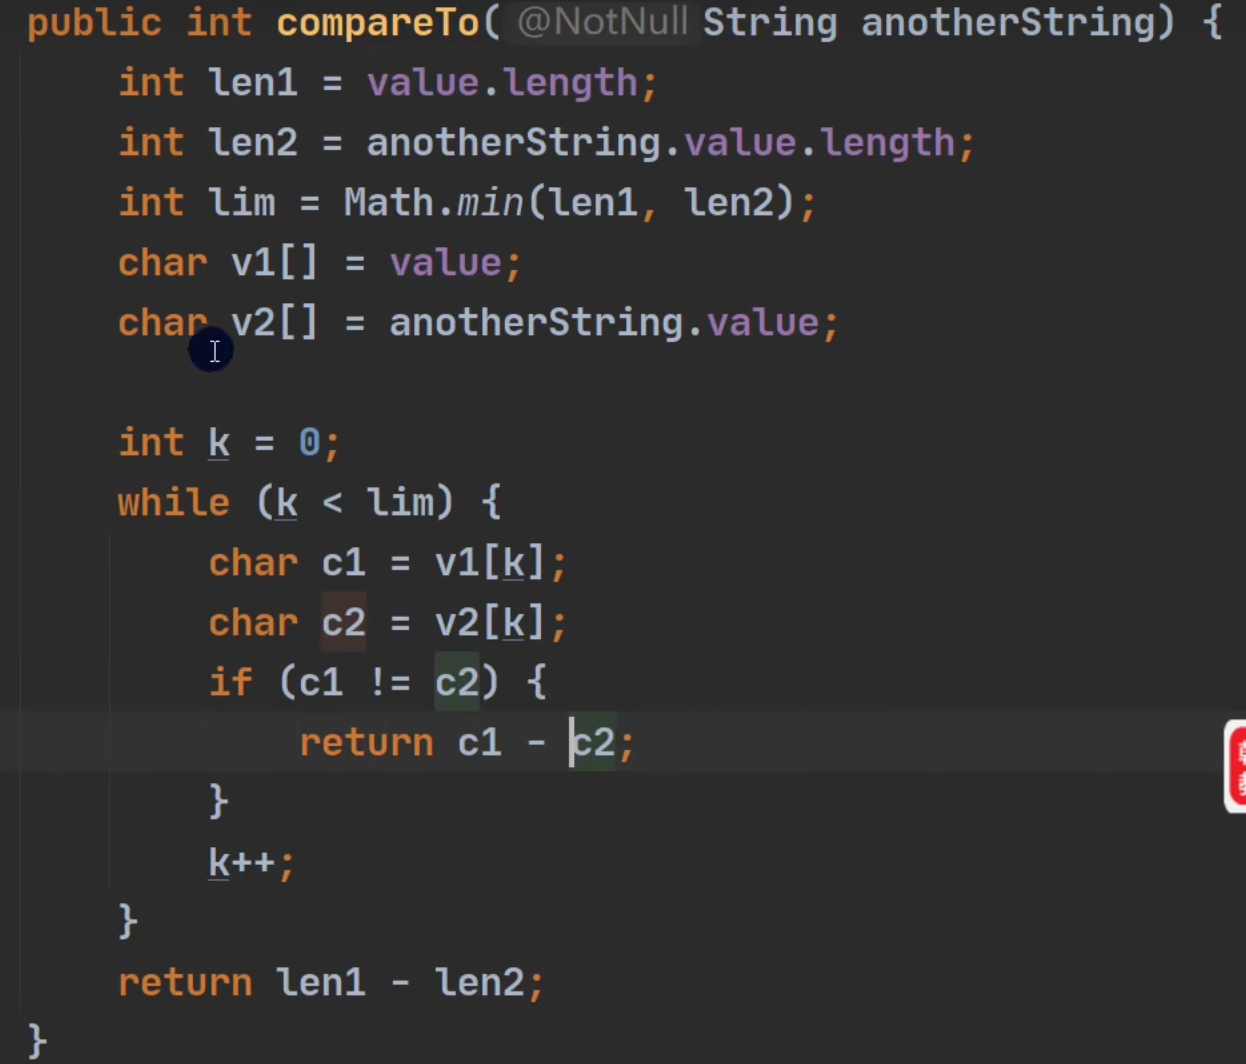 public int compareTo( @NotNull String anotherString) {
    int len1 = value.length;
    int len2 = anotherString.value.length;
    int lim = Math.min(len1, len2);
    char v1[] = value;
    char v2[] = anotherString.value;
    int k = 0;
    while (k < lim) {
        char c1 = v1[k];
        char c2 = v2[k];
        if (c1 != c2) {
            return c1 - c2;
        }
        k++;
    }
    return len1 - len2;
}